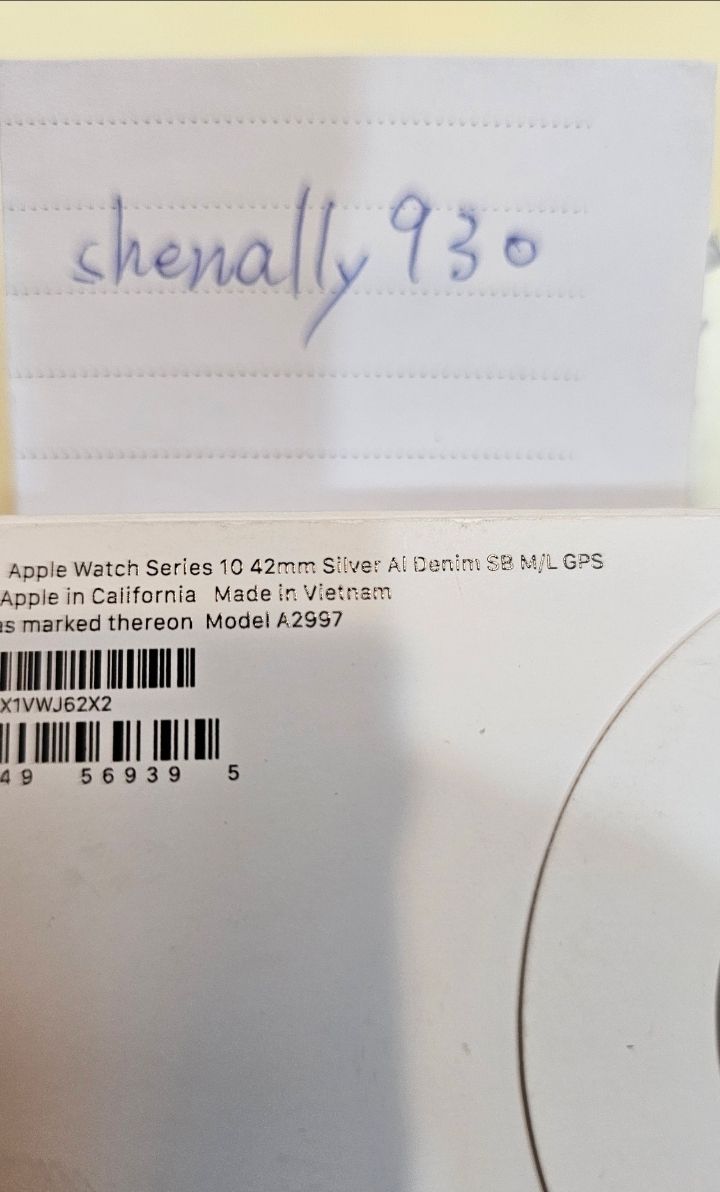 shenally930
Apple Watch Series 10 42mm Silver Al Denim SB M/L GPS
Apple in California Made in Vietnam
as marked thereon Model A2997
X1VWJ62X2
49 56939 5